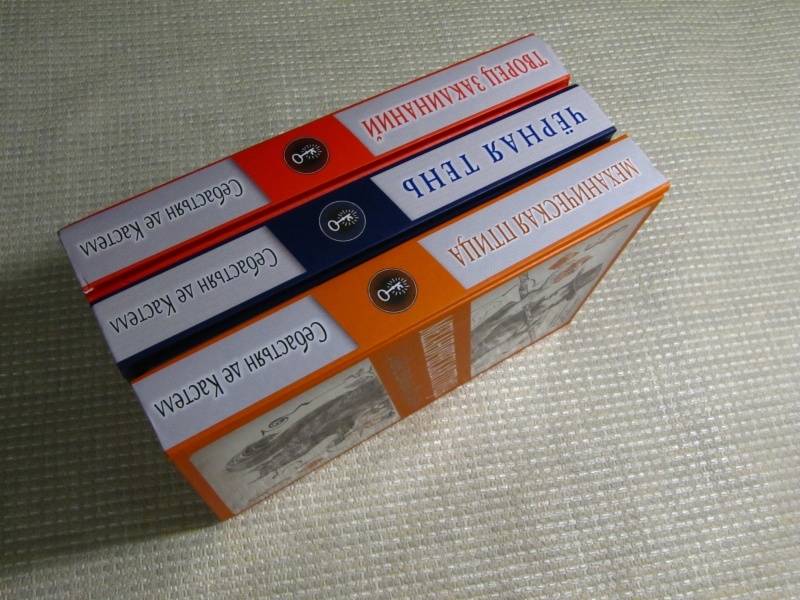 Себастьян де Кастелл
ТВОРЕЦ ЗАКЛИНАНИЙ
Себастьян де Кастелл
ЧЁРНАЯ ТЕНЬ
Себастьян де Кастелл
МЕХАНИЧЕСКАЯ ПТИЦА